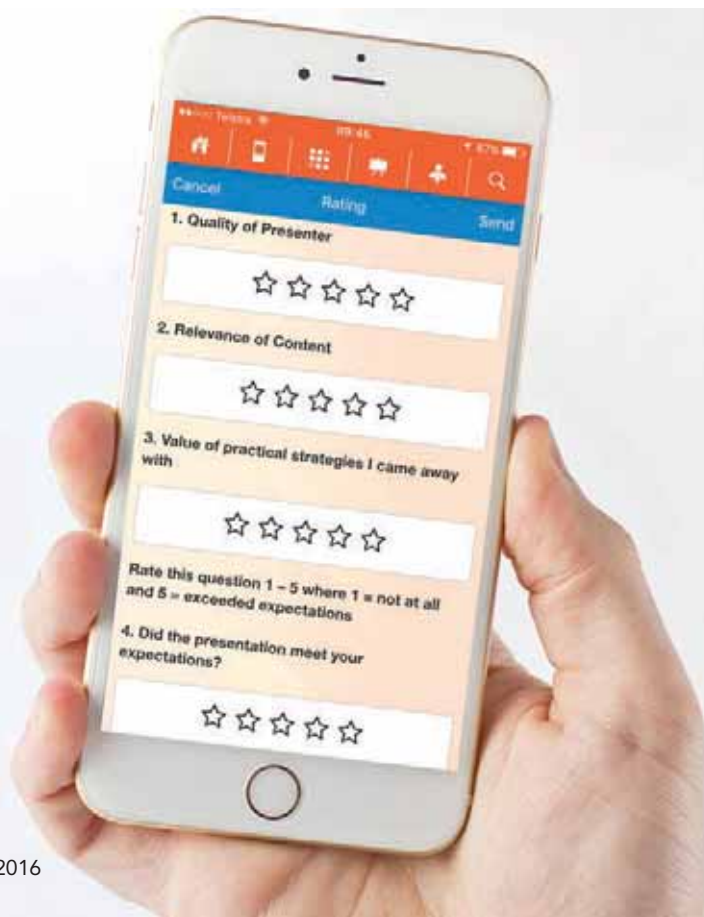 Telstra
09:46
87%
Cancel Rating Send
1. Quality of Presenter
2. Relevance of Content
3. Value of practical strategies I came away
with
Rate this question 1 – 5 where 1 = not at all
and 5 = exceeded expectations
4. Did the presentation meet your
expectations?
2016